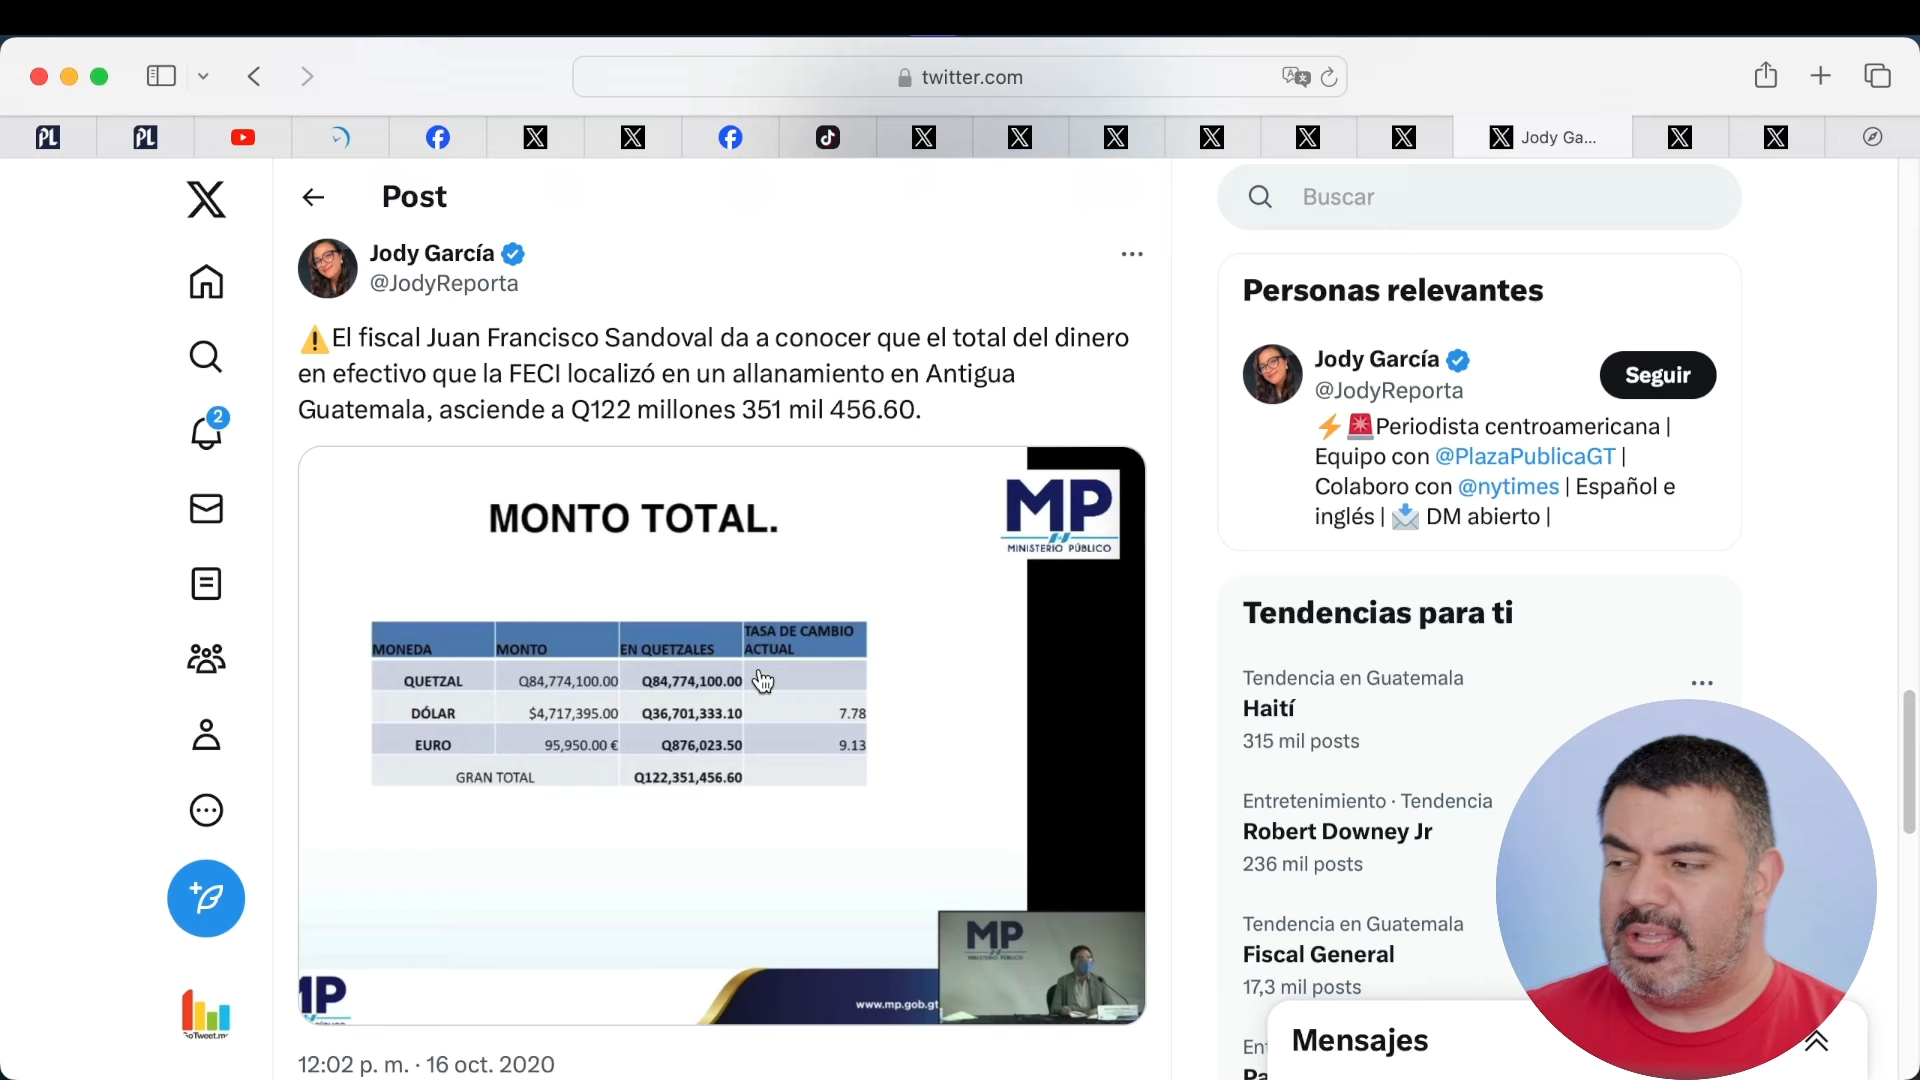 twitter.com
Jody Ga...
Post
Buscar
Jody García
@JodyReporta
⚠️El fiscal Juan Francisco Sandoval da a conocer que el total del dinero
en efectivo que la FECI localizó en un allanamiento en Antigua
Guatemala, asciende a Q122 millones 351 mil 456.60.
MONTO TOTAL.
MP
MINISTERIO PÚBLICO
MONEDA MONTO EN QUETZALES TASA DE CAMBIO ACTUAL
QUETZAL Q84,774,100.00 Q84,774,100.00
DÓLAR $4,717,395.00 Q36,701,333.10 7.78
EURO 95,950.00 € Q876,023.50 9.13
GRAN TOTAL Q122,351,456.60
MP
MINISTERIO PÚBLICO
www.mp.gob.gt
12:02 p. m. · 16 oct. 2020
2
Personas relevantes
Jody García
@JodyReporta
Seguir
⚡🚨Periodista centroamericana |
Equipo con @PlazaPublicaGT |
Colaboro con @nytimes | Español e
inglés | 📩 DM abierto |
Tendencias para ti
Tendencia en Guatemala
Haití
315 mil posts
Entretenimiento · Tendencia
Robert Downey Jr
236 mil posts
Tendencia en Guatemala
Fiscal General
17,3 mil posts
Mensajes